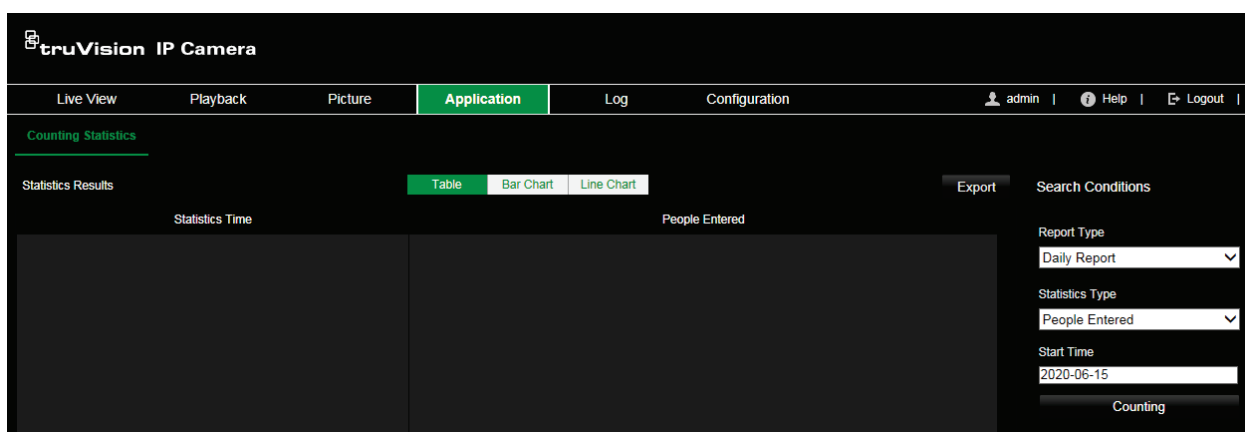 truVision IP Camera
Live View Playback Picture Application Log Configuration admin | Help | Logout |
Counting Statistics
Statistics Results Table Bar Chart Line Chart Export Search Conditions
Statistics Time People Entered
Report Type
Daily Report
Statistics Type
People Entered
Start Time
2020-06-15
Counting